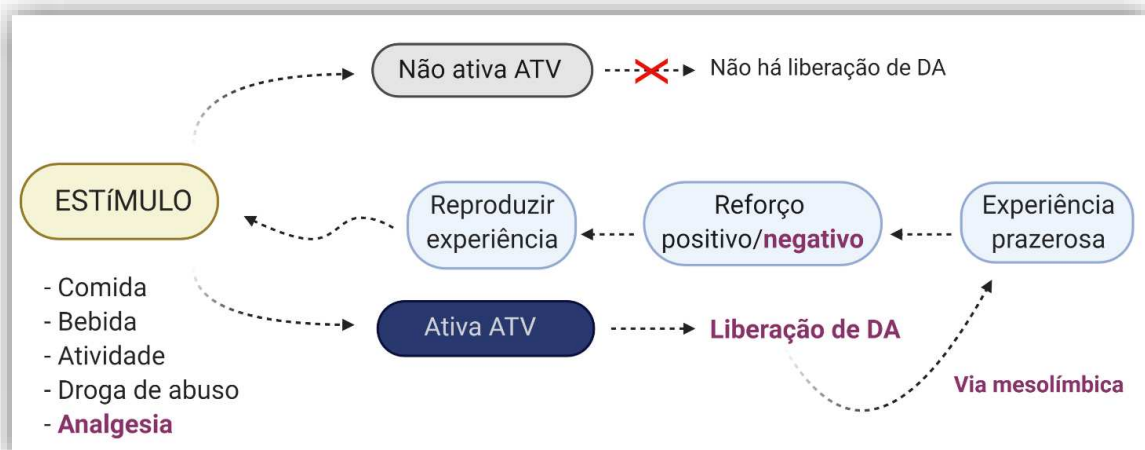 Não ativa ATV
Não há liberação de DA
ESTíMULO
Reproduzir
experiência
Reforço
positivo/negativo
Experiência
prazerosa
- Comida
- Bebida
- Atividade
- Droga de abuso
- Analgesia
Ativa ATV
Liberação de DA
Via mesolímbica